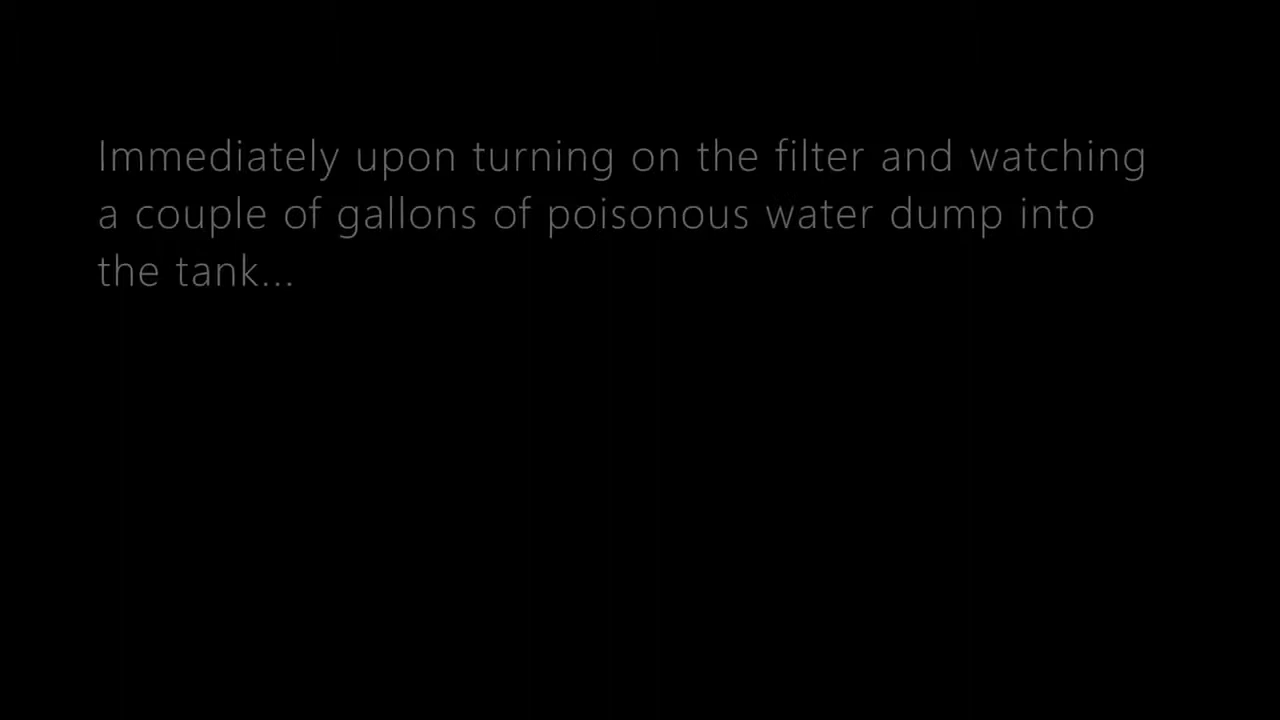 Immediately upon turning on the filter and watching
a couple of gallons of poisonous water dump into
the tank...